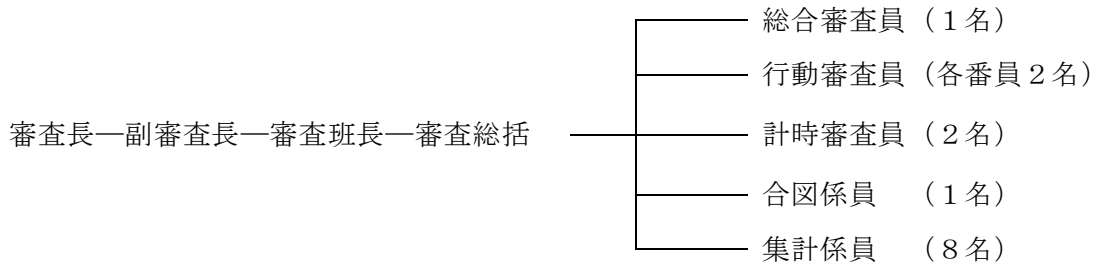 総合審査員（１名）
行動審査員（各番員２名）
審査長―副審査長―審査班長―審査総括
計時審査員（２名）
合図係員　（１名）
集計係員　（８名）